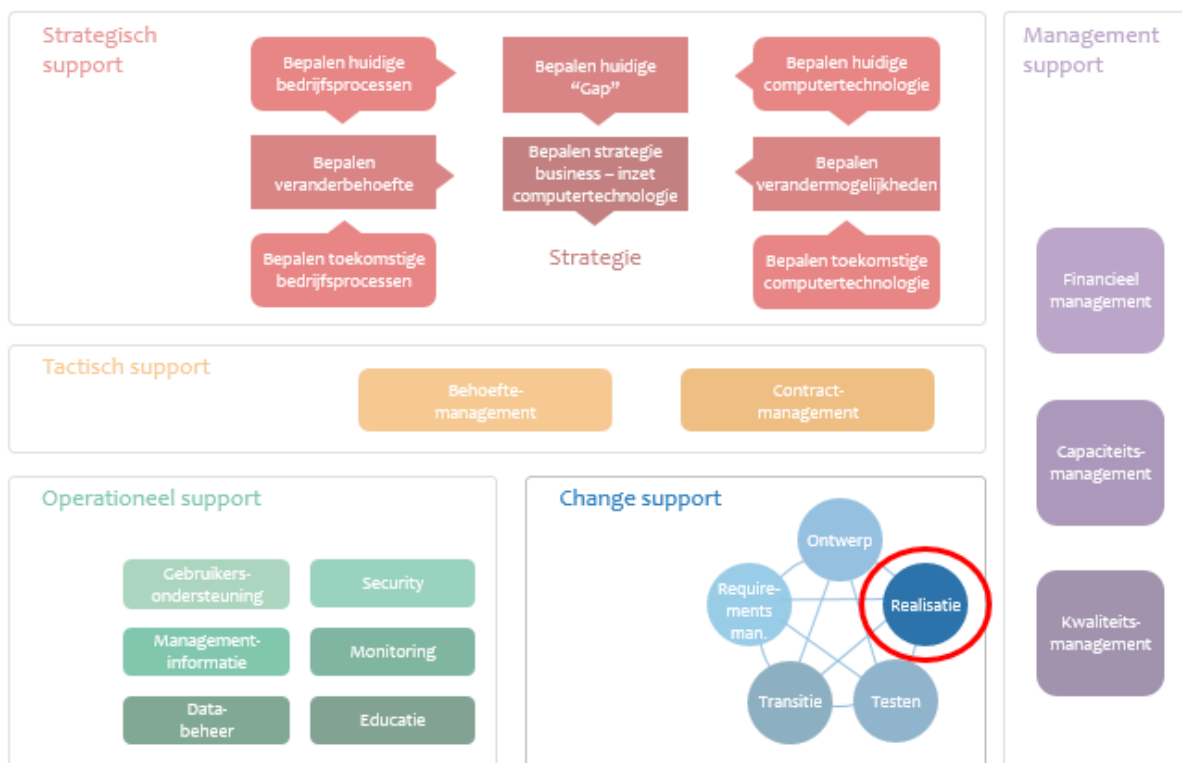 Strategisch
support
Bepalen huidige
bedrijfsprocessen
Bepalen huidige
“Gap”
Bepalen huidige
computertechnologie
Bepalen
veranderbehoefte
Bepalen strategie
business – inzet
computertechnologie
Bepalen
verandermogelijkheden
Bepalen toekomstige
bedrijfsprocessen
Strategie
Bepalen toekomstige
computertechnologie
Tactisch support
Behoefte-
management
Contract-
management
Operationeel support
Gebruikers-
ondersteuning
Security
Management-
informatie
Monitoring
Data-
beheer
Educatie
Change support
Ontwerp
Require-
ments
man.
Realisatie
Transitie
Testen
Management
support
Financieel
management
Capaciteits-
management
Kwaliteits-
management